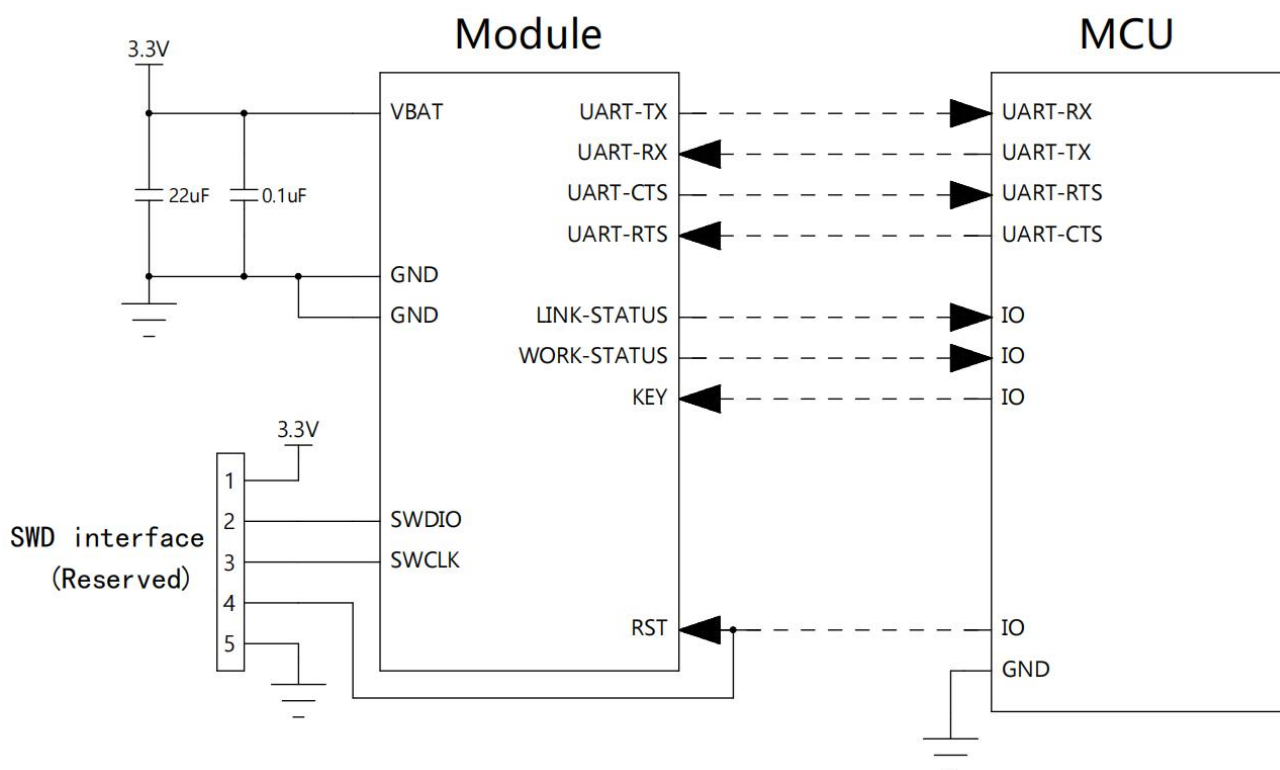 Module
MCU
3.3V
VBAT
UART-TX
UART-RX
UART-RX
UART-TX
22uF
0.1uF
UART-CTS
UART-RTS
UART-RTS
UART-CTS
GND
GND
LINK-STATUS
IO
WORK-STATUS
IO
KEY
IO
3.3V
1
2
SWDIO
SWD interface
(Reserved)
3
SWCLK
4
5
RST
IO
GND